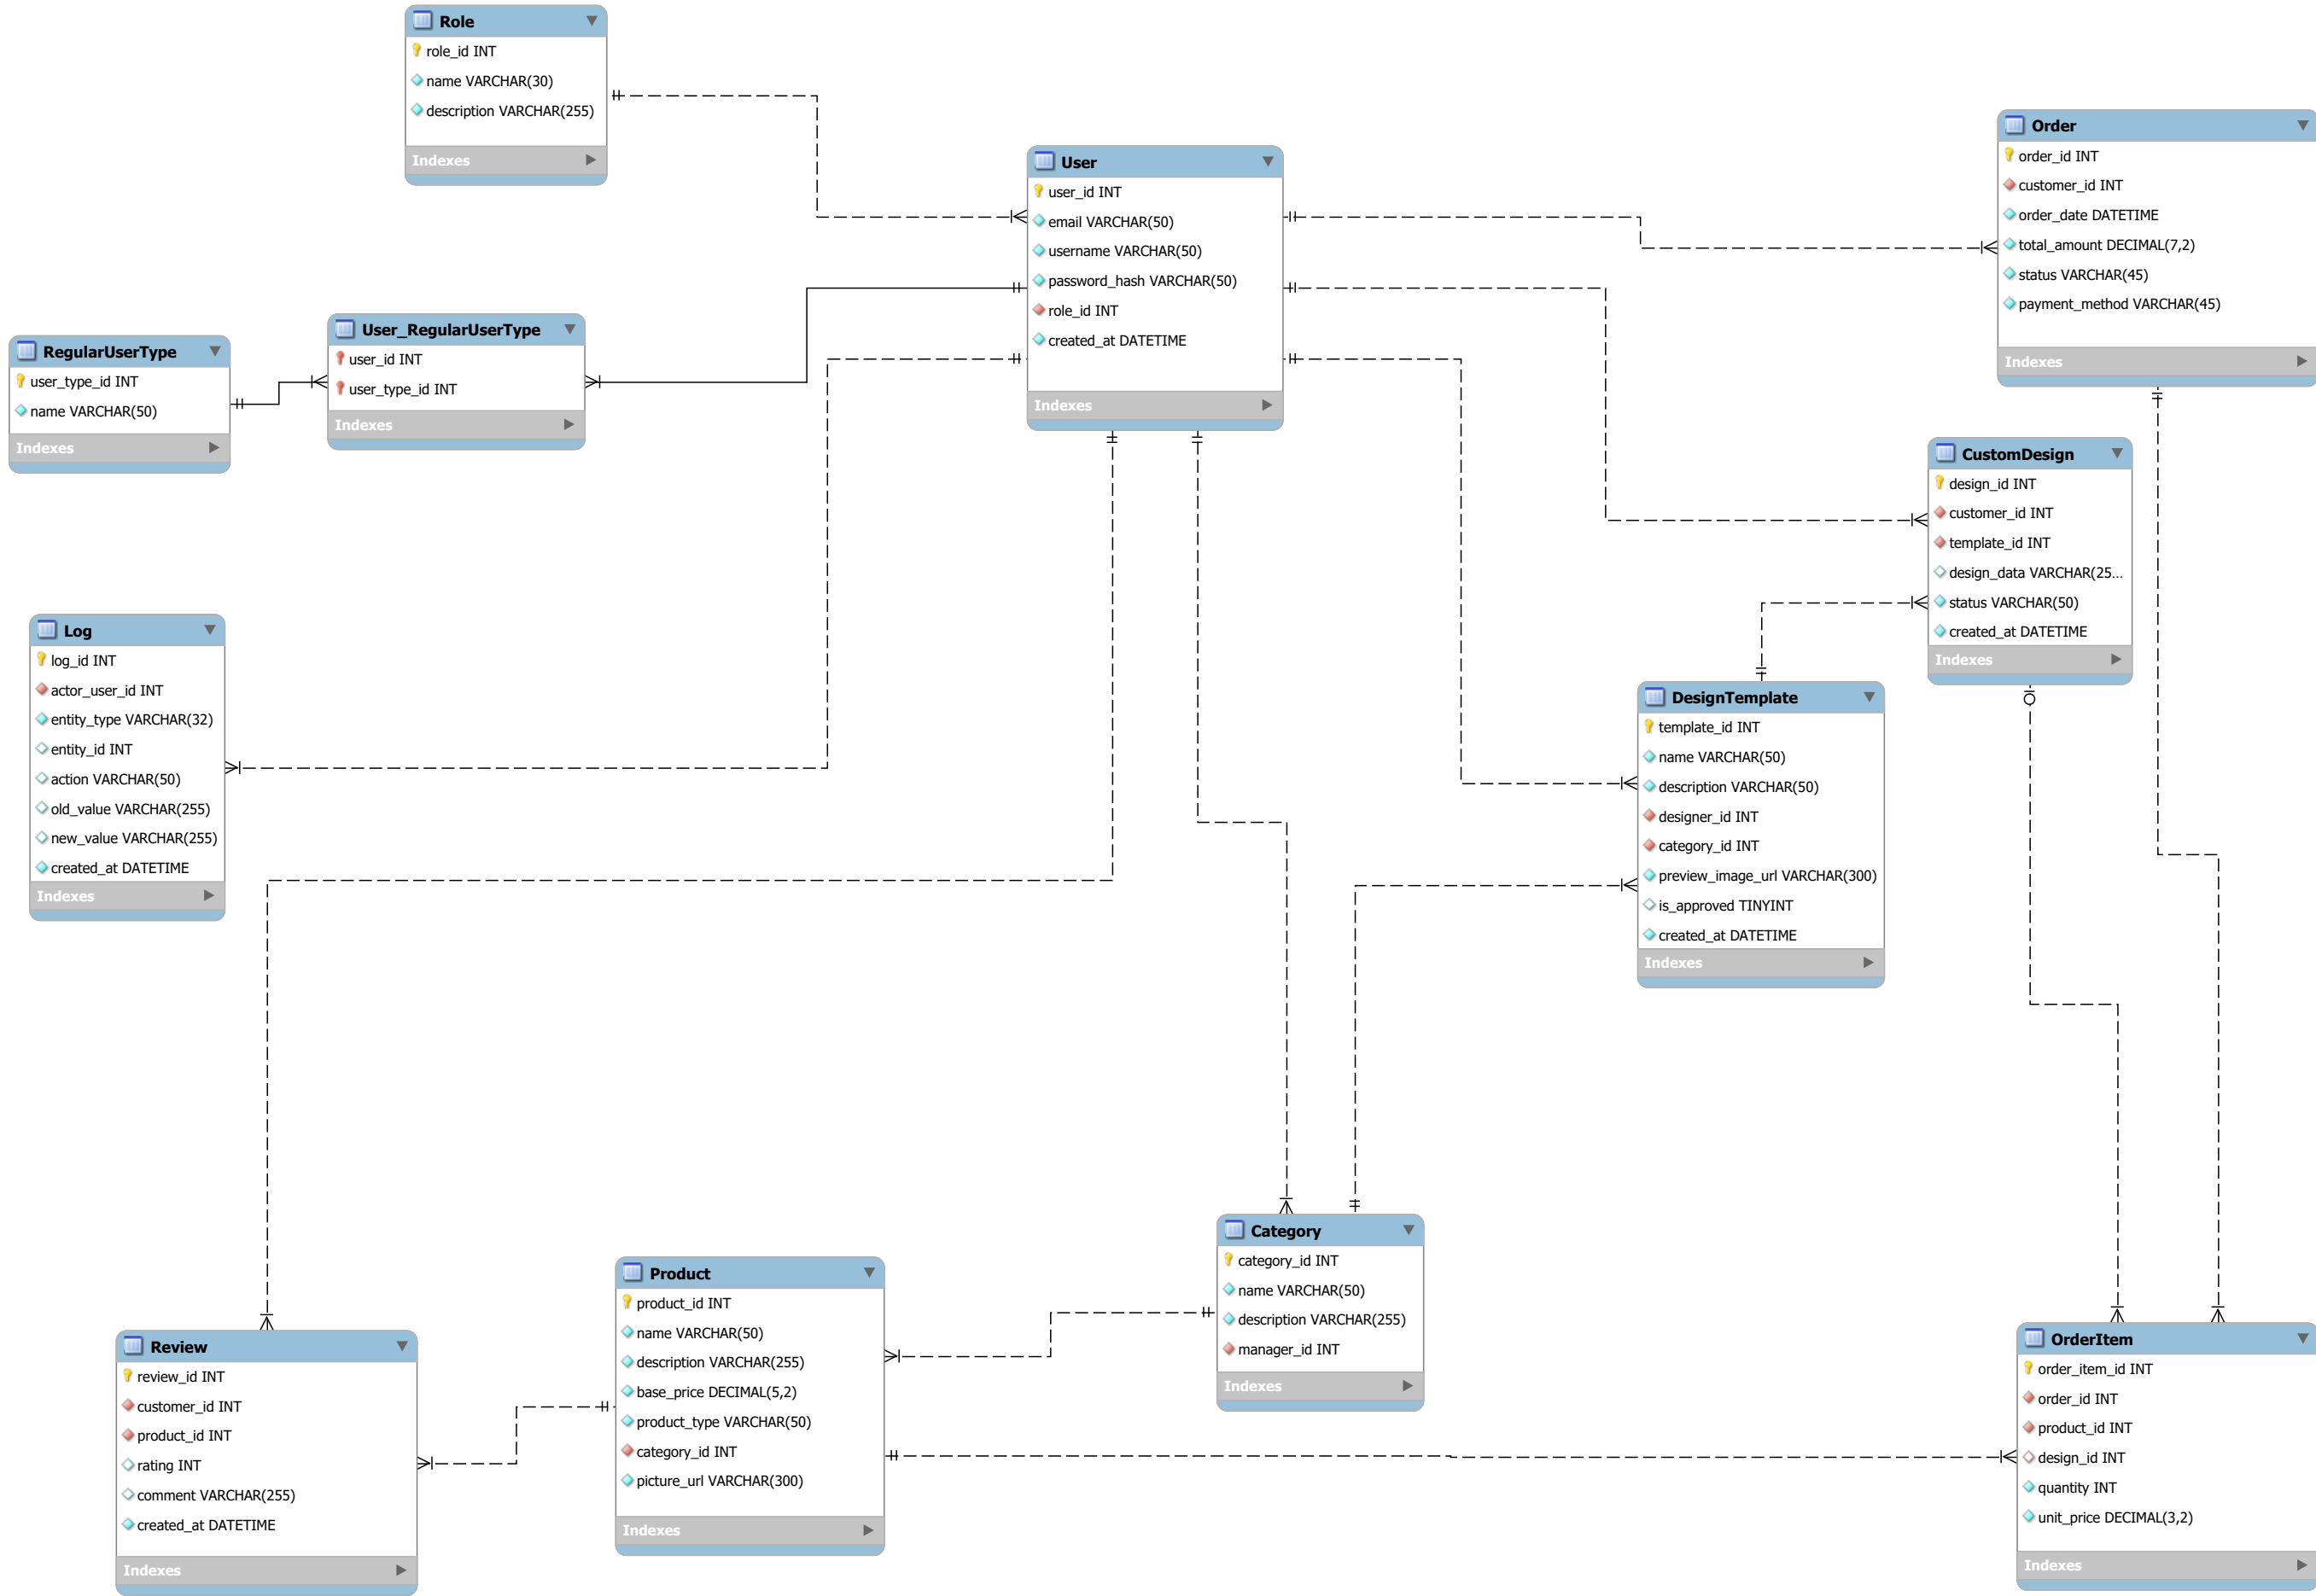 Role
role_id INT
name VARCHAR(30)
description VARCHAR(255)
Indexes
User
user_id INT
email VARCHAR(50)
username VARCHAR(50)
password_hash VARCHAR(50)
role_id INT
created_at DATETIME
Indexes
Order
order_id INT
customer_id INT
order_date DATETIME
total_amount DECIMAL(7,2)
status VARCHAR(45)
payment_method VARCHAR(45)
Indexes
RegularUserType
user_type_id INT
name VARCHAR(50)
Indexes
User_RegularUserType
user_id INT
user_type_id INT
Indexes
CustomDesign
design_id INT
customer_id INT
template_id INT
design_data VARCHAR(25...
status VARCHAR(50)
created_at DATETIME
Indexes
Log
log_id INT
actor_user_id INT
entity_type VARCHAR(32)
entity_id INT
action VARCHAR(50)
old_value VARCHAR(255)
new_value VARCHAR(255)
created_at DATETIME
Indexes
DesignTemplate
template_id INT
name VARCHAR(50)
description VARCHAR(50)
designer_id INT
category_id INT
preview_image_url VARCHAR(300)
is_approved TINYINT
created_at DATETIME
Indexes
Category
category_id INT
name VARCHAR(50)
description VARCHAR(255)
manager_id INT
Indexes
Product
product_id INT
name VARCHAR(50)
description VARCHAR(255)
base_price DECIMAL(5,2)
product_type VARCHAR(50)
category_id INT
picture_url VARCHAR(300)
Indexes
Review
review_id INT
customer_id INT
product_id INT
rating INT
comment VARCHAR(255)
created_at DATETIME
Indexes
OrderItem
order_item_id INT
order_id INT
product_id INT
design_id INT
quantity INT
unit_price DECIMAL(3,2)
Indexes